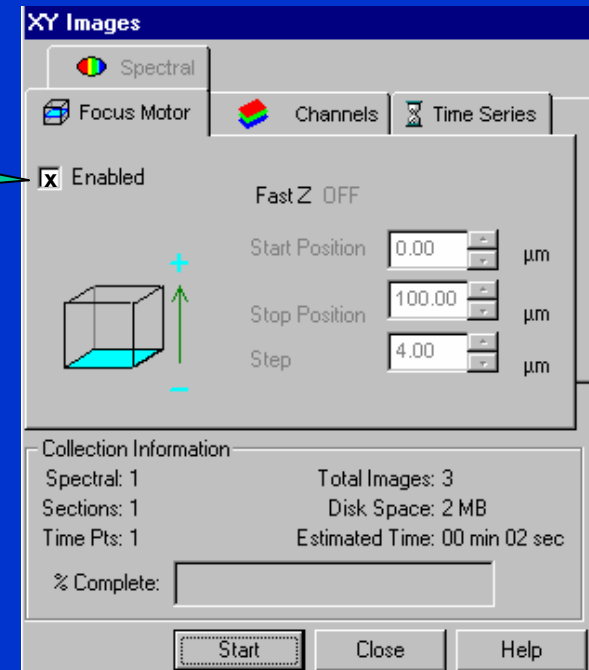 XY Images
Spectral
Focus Motor
Channels
Time Series
x Enabled
Fast Z OFF
Start Position 0.00 µm
Stop Position 100.00 µm
Step 4.00 µm
Collection Information
Spectral: 1 Total Images: 3
Sections: 1 Disk Space: 2 MB
Time Pts: 1 Estimated Time: 00 min 02 sec
% Complete:
Start Close Help